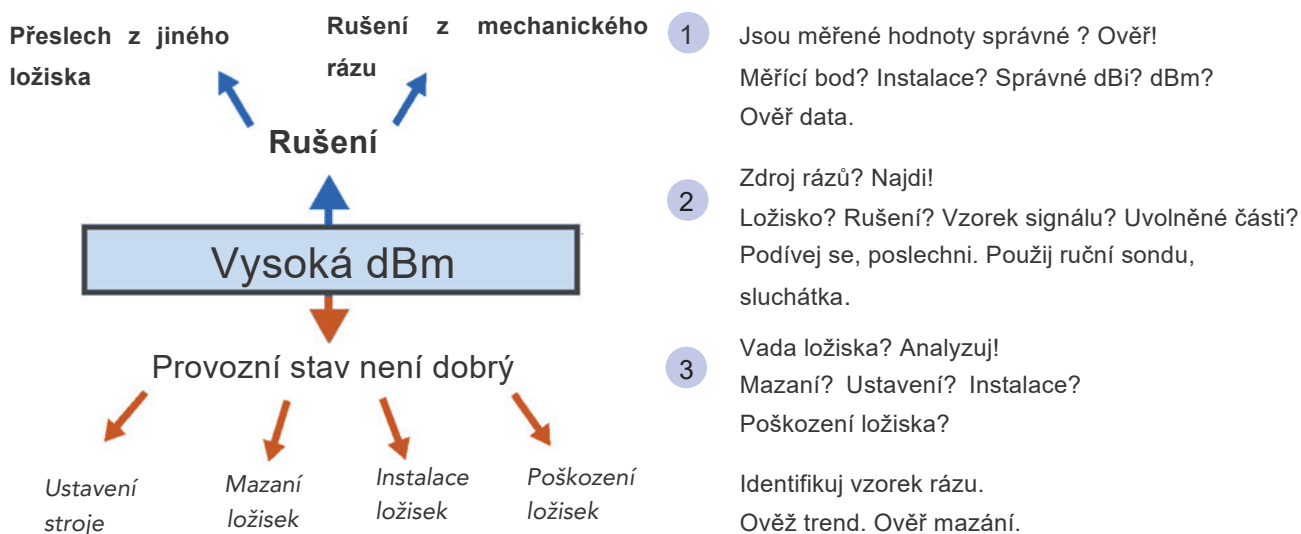 Přeslech z jiného
ložiska
Rušení z mechanického
rázu
Rušení
Vysoká dBm
Provozní stav není dobrý
Ustavení
stroje
Mazaní
ložisek
Instalace
ložisek
Poškození
ložisek
1
Jsou měřené hodnoty správné ? Ověř!
Měřící bod? Instalace? Správné dBi? dBm?
Ověř data.
2
Zdroj rázů? Najdi!
Ložisko? Rušení? Vzorek signálu? Uvolněné části?
Podívej se, poslechni. Použij ruční sondu,
sluchátka.
3
Vada ložiska? Analyzuj!
Mazaní? Ustavení? Instalace?
Poškození ložiska?
Identifikuj vzorek rázu.
Ověž trend. Ověř mazání.